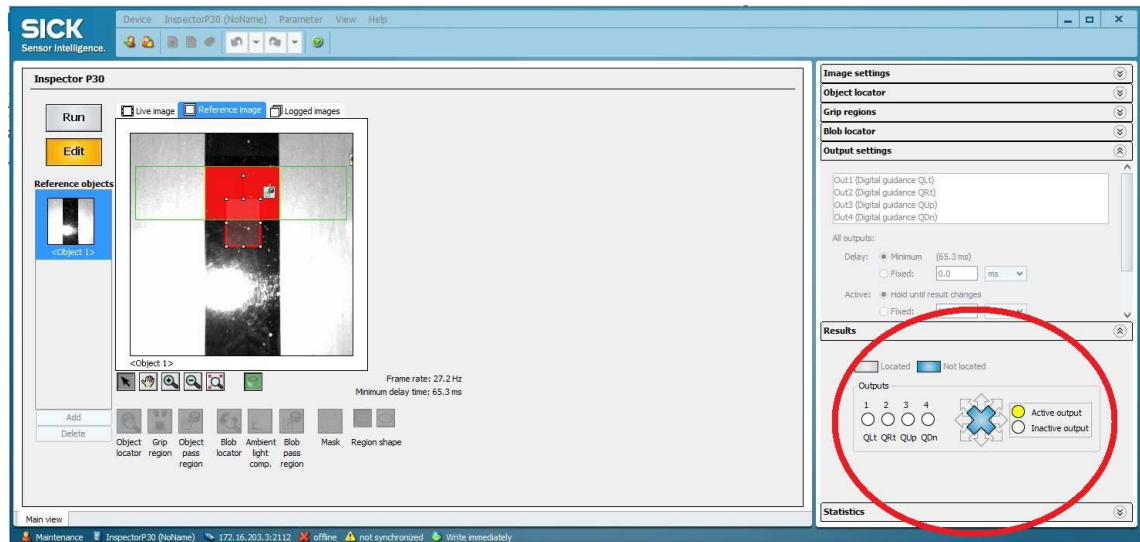 SICK
Sensor Intelligence.
Device InspectorP30 (NoName) Parameter View Help
Inspector P30
Run
Edit
Live image Reference image Logged images
Reference objects
<Object 1>
<Object 1>
Frame rate: 27.2 Hz
Minimum delay time: 65.3 ms
Add
Delete
Object locator
Grip region
Object pass region
Blob locator
Ambient light comp.
Blob pass region
Mask
Region shape
Main view
Maintenance InspectorP30 (NoName) 172.16.203.3:2112 offline not synchronized Write immediately
Image settings
Object locator
Grip regions
Blob locator
Output settings
Out1 (Digital guidance QLt)
Out2 (Digital guidance QRt)
Out3 (Digital guidance QUp)
Out4 (Digital guidance QDn)
All outputs:
Delay: Minimum (65.3 ms)
Fixed: 0.0 ms
Active: Hold until result changes
Fixed:
Results
Located Not located
Outputs
1 2 3 4
QLt QRt QUp QDn
Active output
Inactive output
Statistics